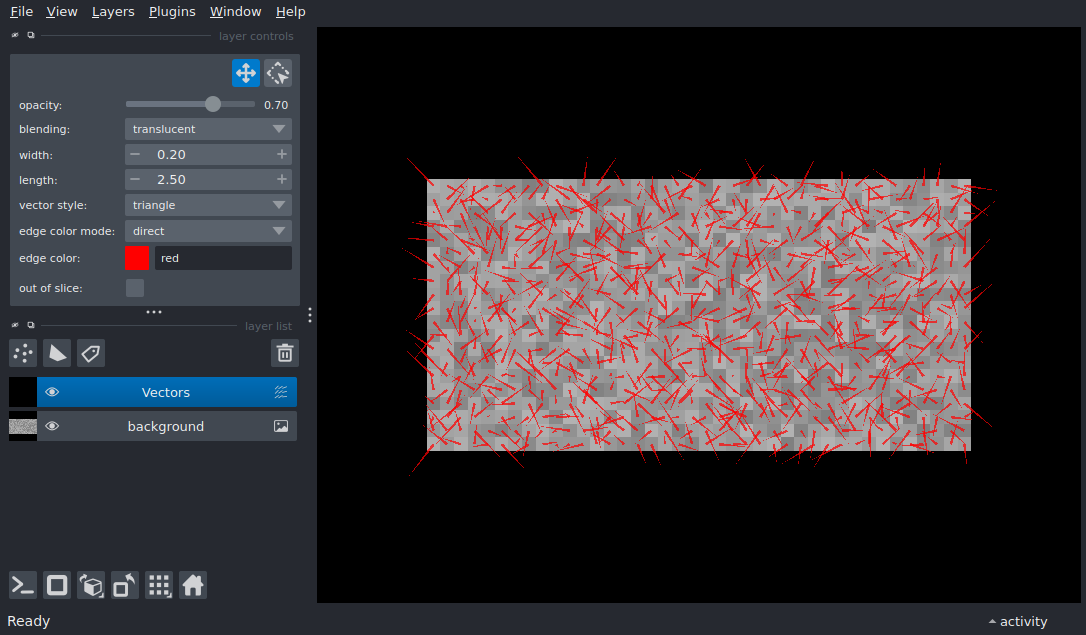 File View Layers Plugins Window Help
layer controls
opacity: 0.70
blending: translucent
width: 0.20
length: 2.50
vector style: triangle
edge color mode: direct
edge color: red
out of slice:
layer list
Vectors
background
Ready
activity